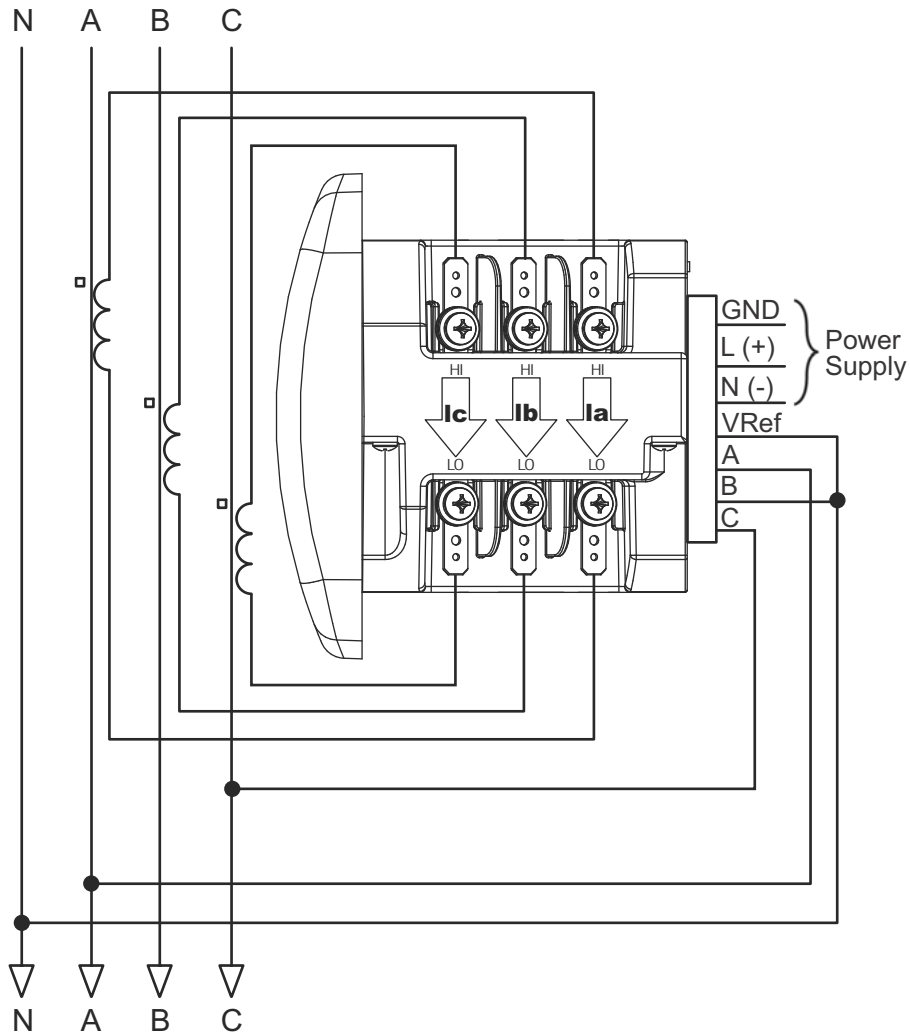 N A B C
GND
L (+)
N (-)
Power
Supply
VRef
A
B
C
HI HI HI
Ic Ib Ia
LO LO LO
N A B C